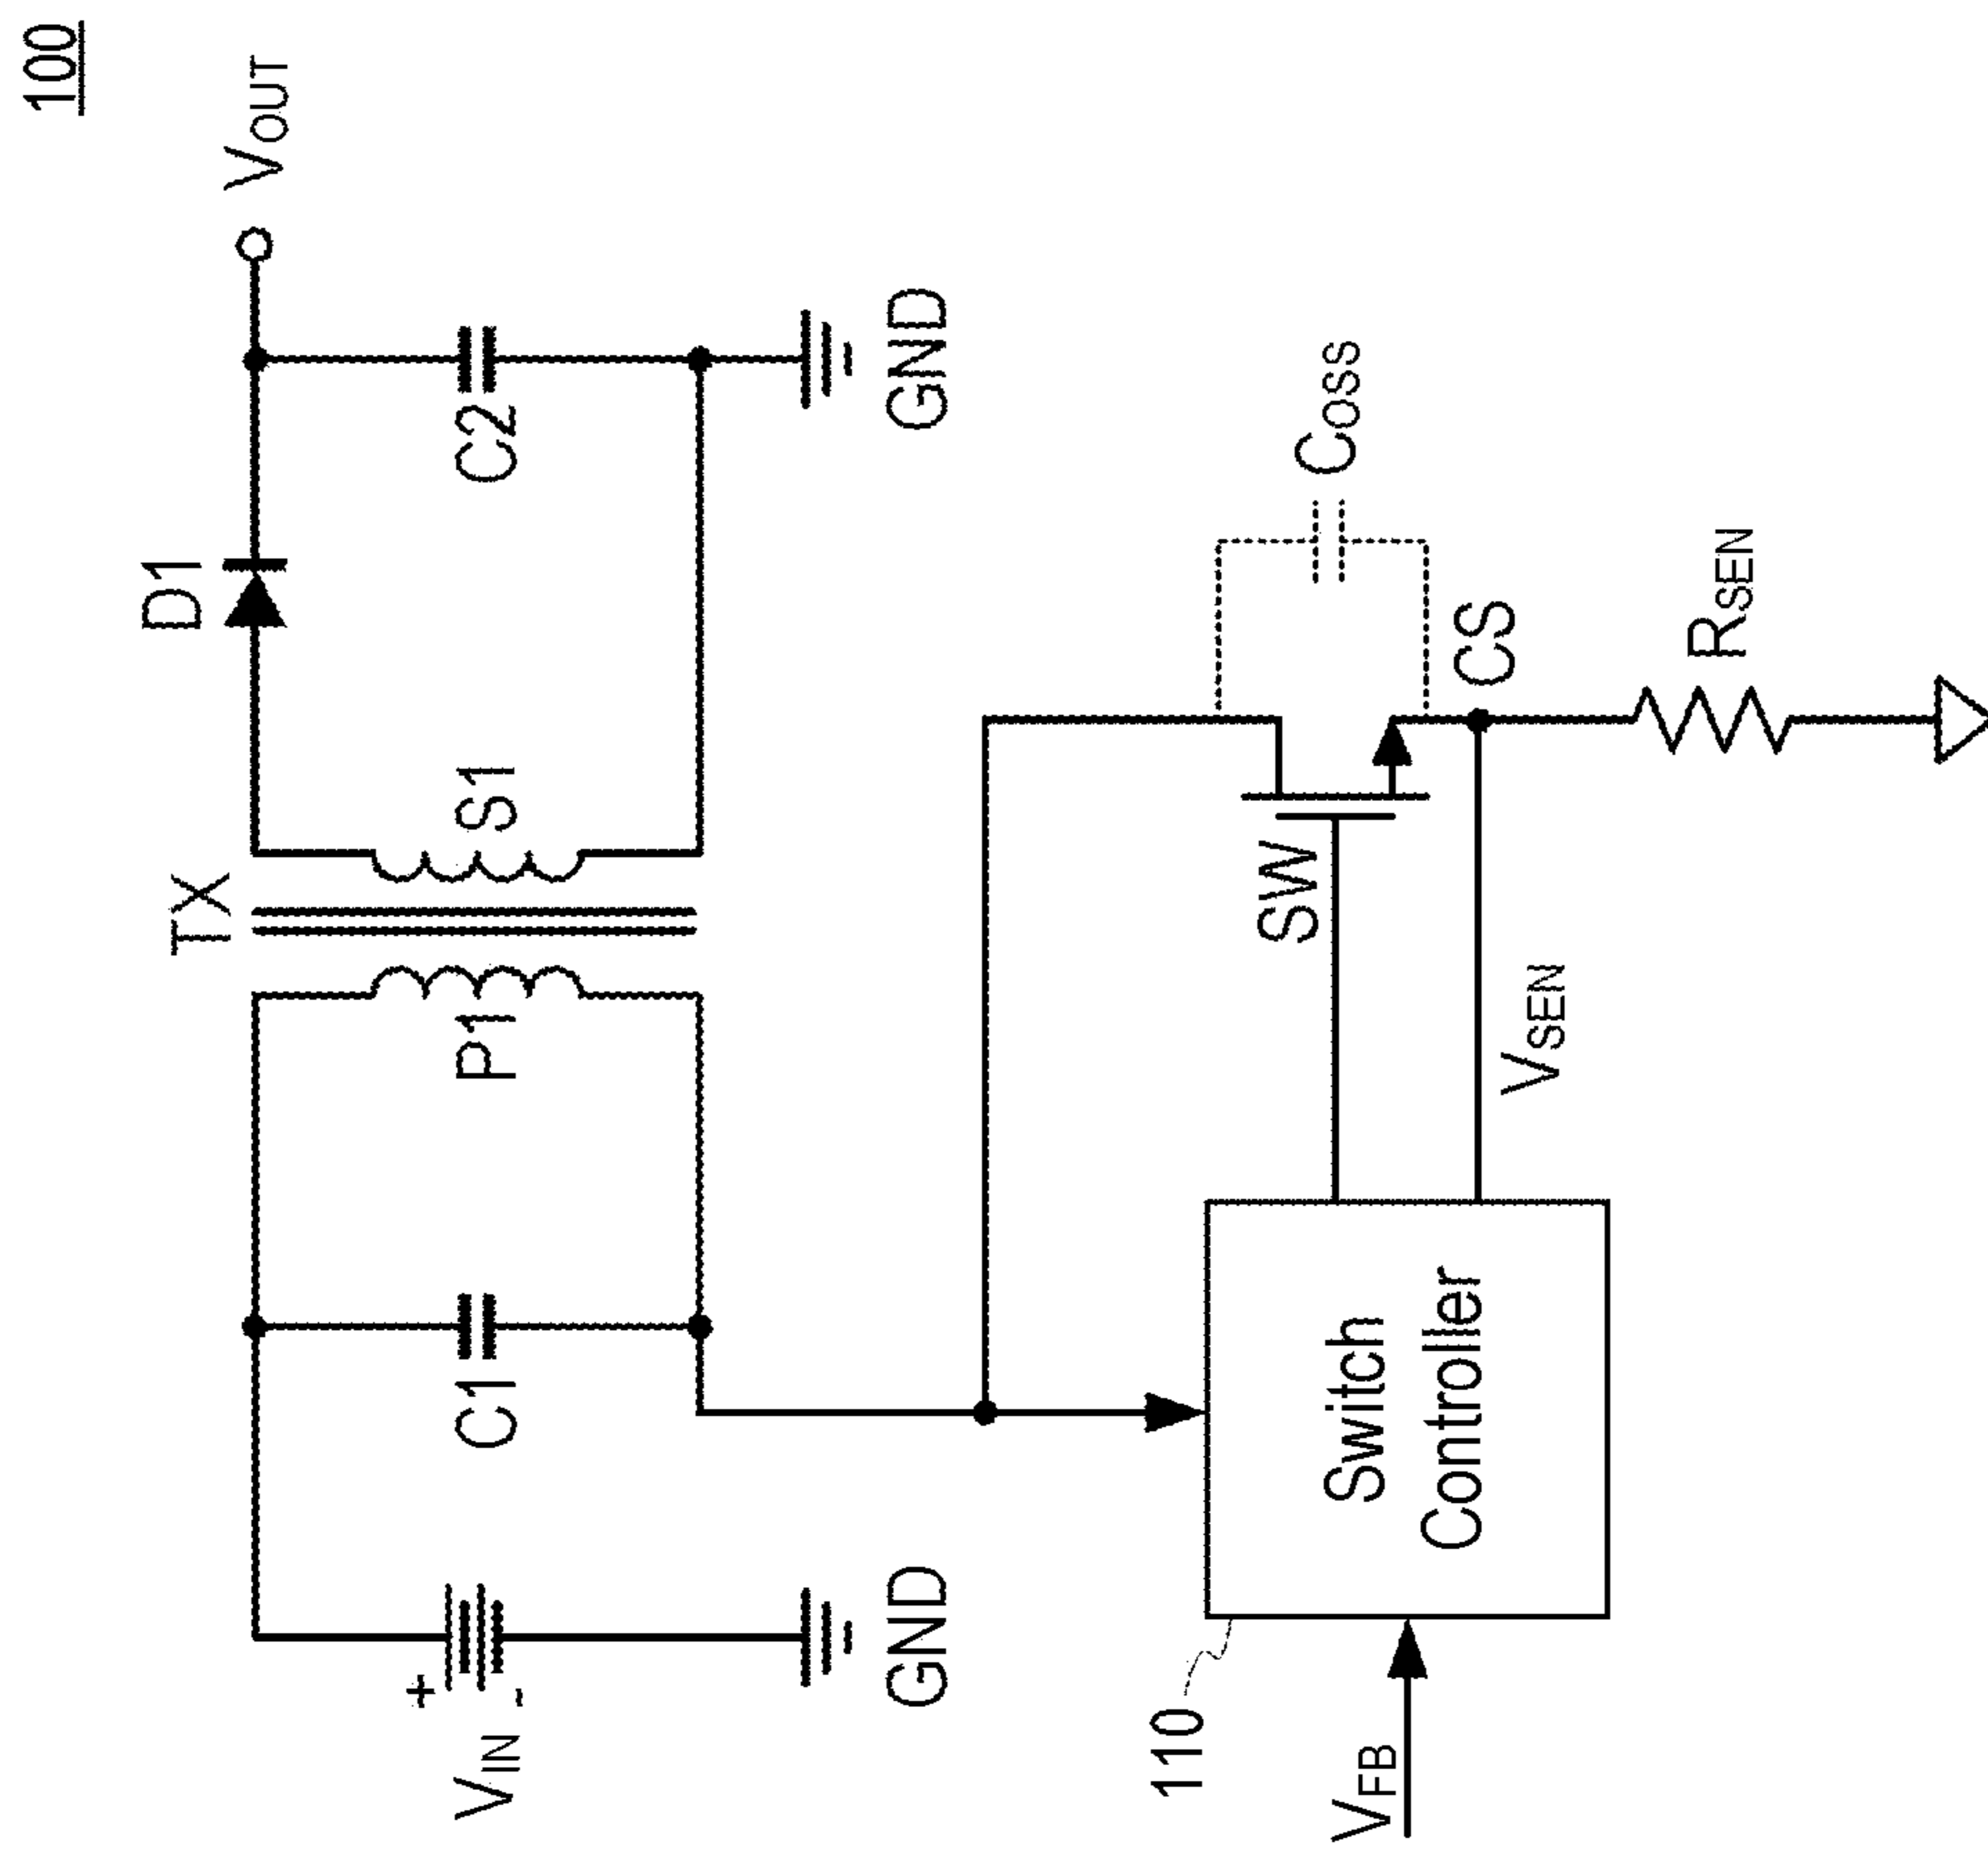 100
TX
D1
VOUT
VIN
+
-
C1
P1
S1
C2
GND
GND
110
SW
COSS
VFB
Switch
Controller
CS
VSEN
RSEN